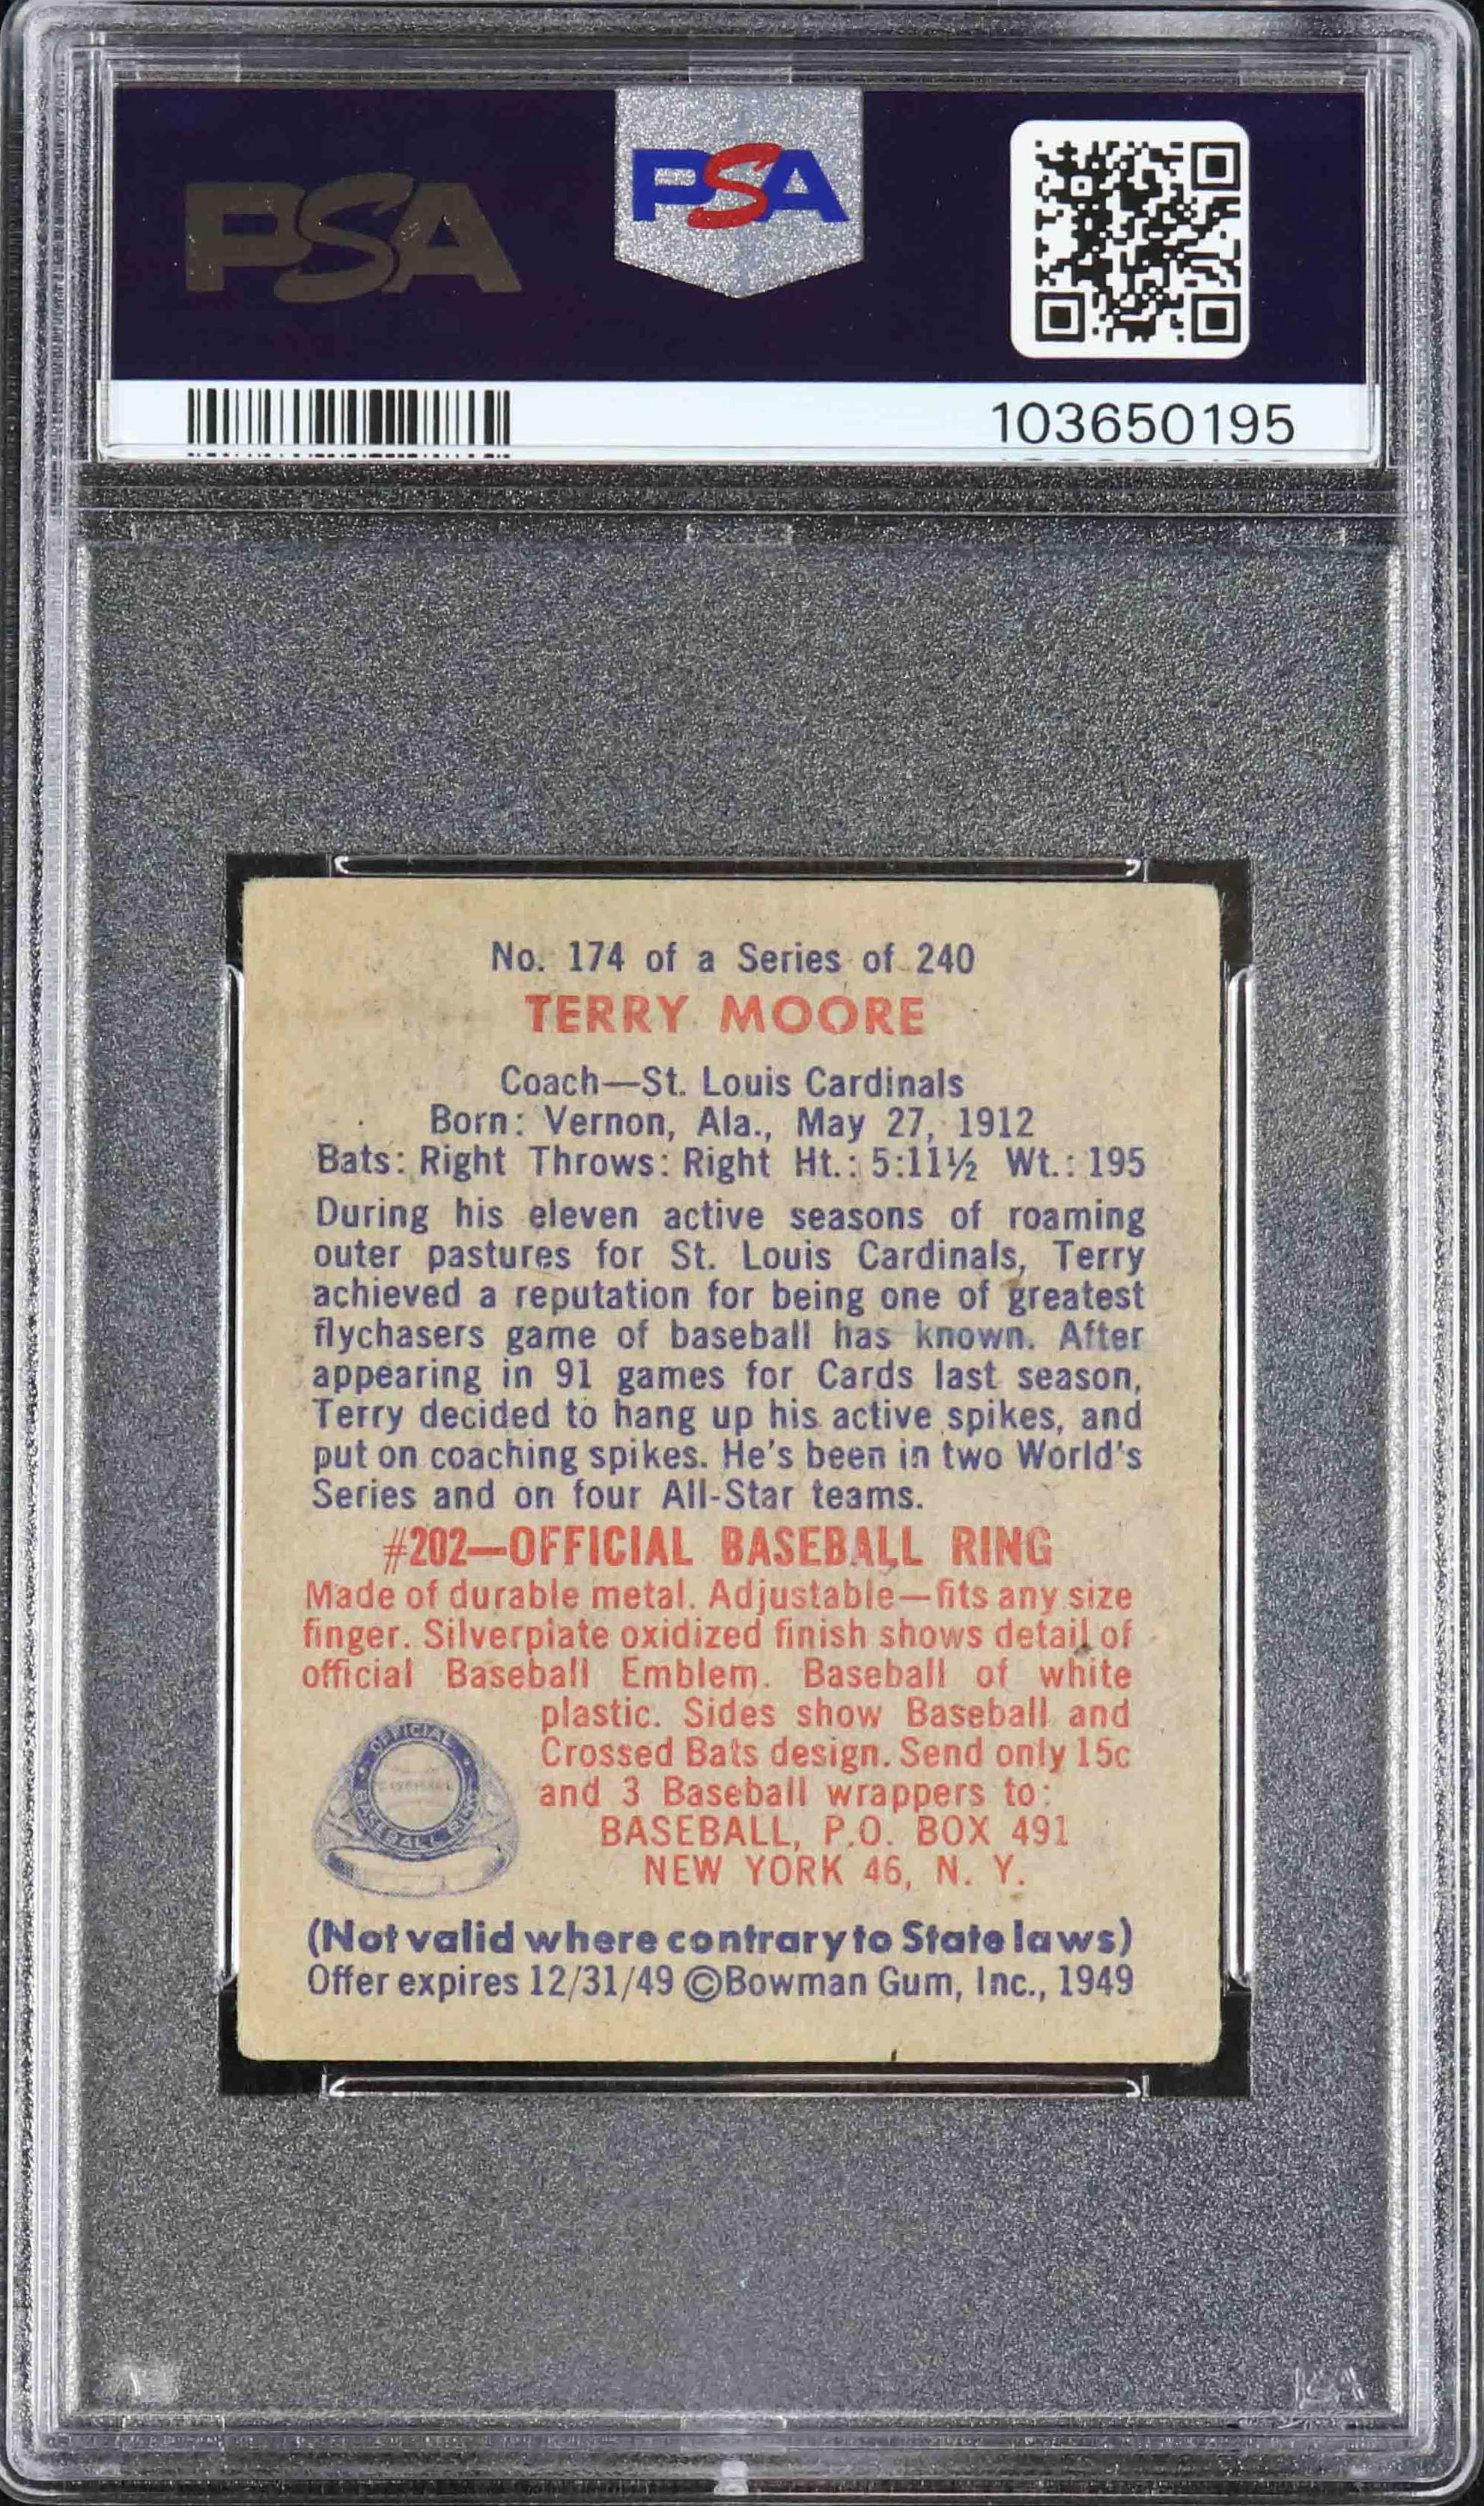 PSA
PSA
103650195
No. 174 of a Series of 240
TERRY MOORE
Coach—St. Louis Cardinals
Born: Vernon, Ala., May 27, 1912
Bats: Right Throws: Right Ht.: 5:11½ Wt.: 195
During his eleven active seasons of roaming
outer pastures for St. Louis Cardinals, Terry
achieved a reputation for being one of greatest
flychasers game of baseball has known. After
appearing in 91 games for Cards last season,
Terry decided to hang up his active spikes, and
put on coaching spikes. He's been in two World's
Series and on four All-Star teams.
#202—OFFICIAL BASEBALL RING
Made of durable metal. Adjustable—fits any size
finger. Silverplate oxidized finish shows detail of
official Baseball Emblem. Baseball of white
plastic. Sides show Baseball and
Crossed Bats design. Send only 15c
and 3 Baseball wrappers to:
BASEBALL, P.O. BOX 491
NEW YORK 46, N. Y.
OFFICIAL
BASEBALL RING
(Not valid where contrary to State laws)
Offer expires 12/31/49 ©Bowman Gum, Inc., 1949
PSA